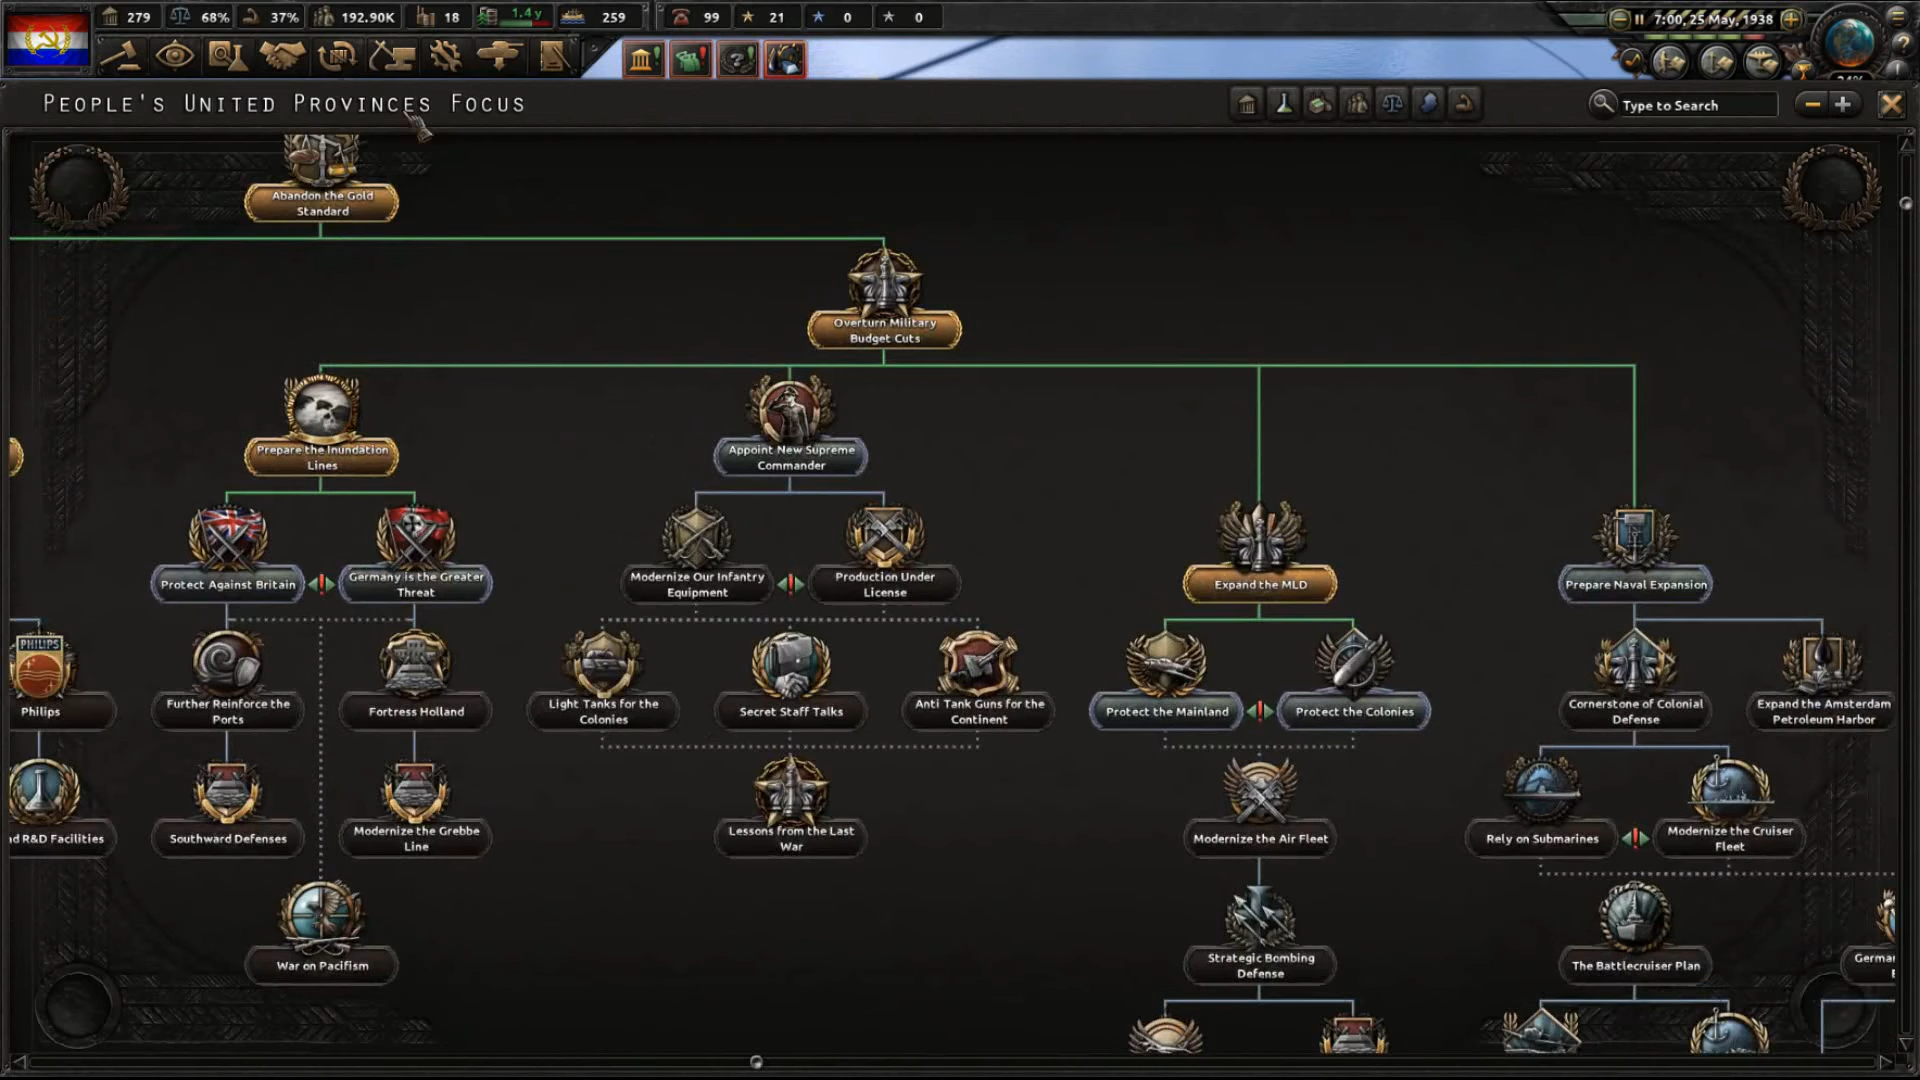 279 68% 37% 192.90K 18 1.4 y 259 99 21 0 0 7:00, 25 May, 1938
People's United Provinces Focus
Type to Search
Abandon the Gold
Standard
Overturn Military
Budget Cuts
Prepare the Inundation
Lines
Appoint New Supreme
Commander
Protect Against Britain
Germany is the Greater
Threat
Modernize Our Infantry
Equipment
Production Under
License
Expand the MLD
Prepare Naval Expansion
PHILIPS
Philips
Further Reinforce the
Ports
Fortress Holland
Light Tanks for the
Colonies
Secret Staff Talks
Anti Tank Guns for the
Continent
Protect the Mainland
Protect the Colonies
Cornerstone of Colonial
Defense
Expand the Amsterdam
Petroleum Harbor
nd R&D Facilities
Southward Defenses
Modernize the Grebbe
Line
Lessons from the Last
War
Modernize the Air Fleet
Rely on Submarines
Modernize the Cruiser
Fleet
War on Pacifism
Strategic Bombing
Defense
The Battlecruiser Plan
German